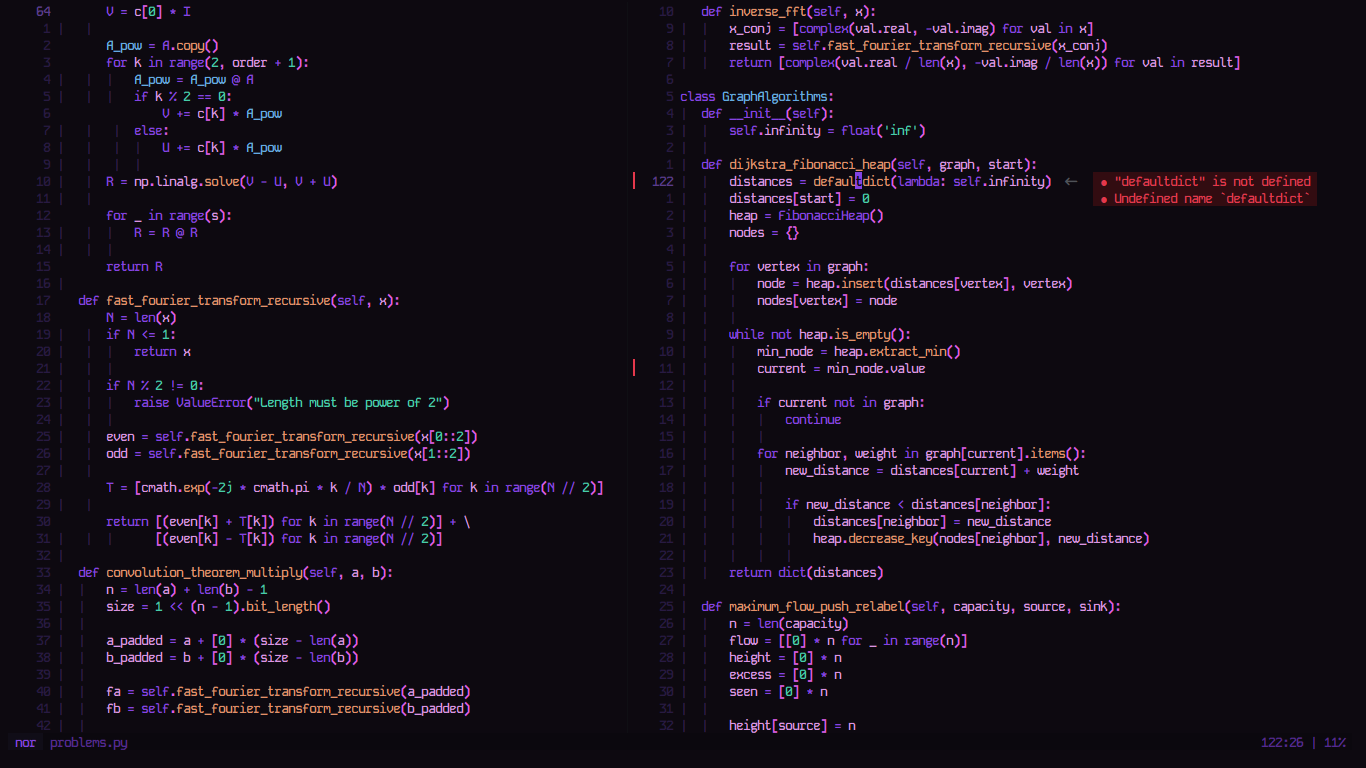 64 V = c[0] * I
1
2 A_pow = A.copy()
3 for k in range(2, order + 1):
4 A_pow = A_pow @ A
5 if k % 2 == 0:
6 V += c[k] * A_pow
7 else:
8 U += c[k] * A_pow
9
10 R = np.linalg.solve(V - U, V + U)
11
12 for _ in range(s):
13 R = R @ R
14
15 return R
16
17 def fast_fourier_transform_recursive(self, x):
18 N = len(x)
19 if N <= 1:
20 return x
21
22 if N % 2 != 0:
23 raise ValueError("Length must be power of 2")
24
25 even = self.fast_fourier_transform_recursive(x[0::2])
26 odd = self.fast_fourier_transform_recursive(x[1::2])
27
28 T = [cmath.exp(-2j * cmath.pi * k / N) * odd[k] for k in range(N // 2)]
29
30 return [(even[k] + T[k]) for k in range(N // 2)] + \
31 [(even[k] - T[k]) for k in range(N // 2)]
32
33 def convolution_theorem_multiply(self, a, b):
34 n = len(a) + len(b) - 1
35 size = 1 << (n - 1).bit_length()
36
37 a_padded = a + [0] * (size - len(a))
38 b_padded = b + [0] * (size - len(b))
39
40 fa = self.fast_fourier_transform_recursive(a_padded)
41 fb = self.fast_fourier_transform_recursive(b_padded)
42
10 def inverse_fft(self, x):
9 x_conj = [complex(val.real, -val.imag) for val in x]
8 result = self.fast_fourier_transform_recursive(x_conj)
7 return [complex(val.real / len(x), -val.imag / len(x)) for val in result]
6
5 class GraphAlgorithms:
4 def __init__(self):
3 self.infinity = float('inf')
2
1 def dijkstra_fibonacci_heap(self, graph, start):
122 distances = defaultdict(lambda: self.infinity) ← ● "defaultdict" is not defined
1 distances[start] = 0 ● Undefined name `defaultdict`
2 heap = FibonacciHeap()
3 nodes = {}
4
5 for vertex in graph:
6 node = heap.insert(distances[vertex], vertex)
7 nodes[vertex] = node
8
9 while not heap.is_empty():
10 min_node = heap.extract_min()
11 current = min_node.value
12
13 if current not in graph:
14 continue
15
16 for neighbor, weight in graph[current].items():
17 new_distance = distances[current] + weight
18
19 if new_distance < distances[neighbor]:
20 distances[neighbor] = new_distance
21 heap.decrease_key(nodes[neighbor], new_distance)
22
23 return dict(distances)
24
25 def maximum_flow_push_relabel(self, capacity, source, sink):
26 n = len(capacity)
27 flow = [[0] * n for _ in range(n)]
28 height = [0] * n
29 excess = [0] * n
30 seen = [0] * n
31
32 height[source] = n
nor problems.py 122:26 | 11%